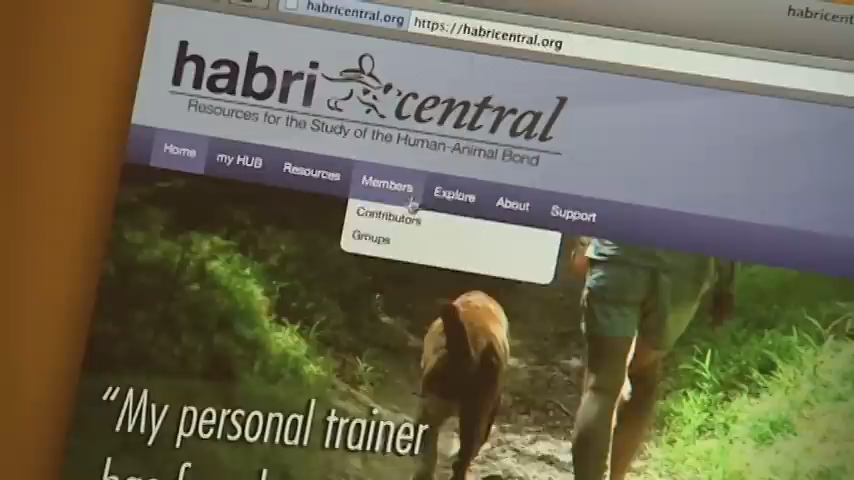 habricentral.org https://habricentral.org
habricent
habri central
Resources for the Study of the Human-Animal Bond
Home my HUB Resources Members Explore About Support
Contributors
Groups
“My personal trainer